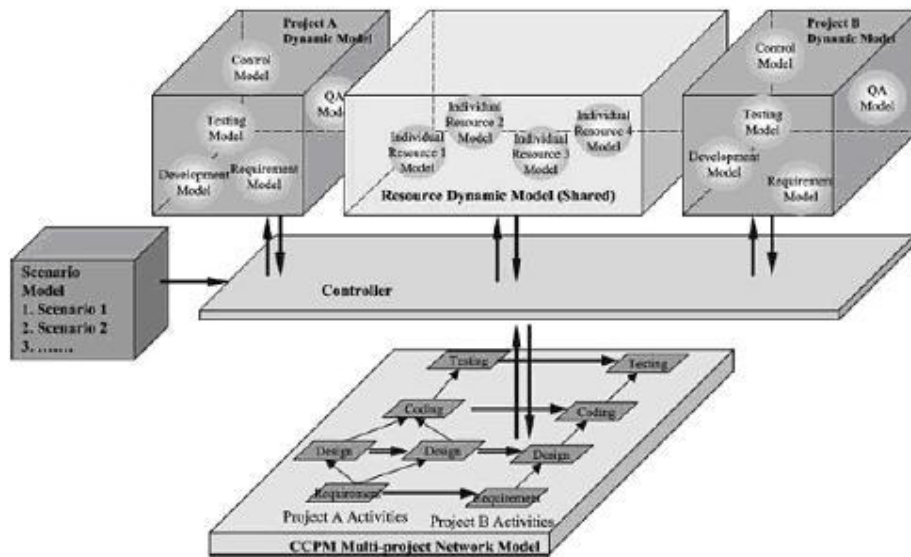 Project A
Dynamic Model
Control
Model
QA
Model
Testing
Model
Development
Model
Requirement
Model
Individual
Resource 1
Model
Individual
Resource 2
Model
Individual
Resource 3
Model
Individual
Resource 4
Model
Resource Dynamic Model (Shared)
Project B
Dynamic Model
Control
Model
QA
Model
Testing
Model
Development
Model
Requirement
Model
Scenario
Model
1. Scenario 1
2. Scenario 2
3. .......
Controller
Testing
Testing
Coding
Coding
Design
Design
Design
Requirement
Requirement
Project A Activities
Project B Activities
CCPM Multi-project Network Model